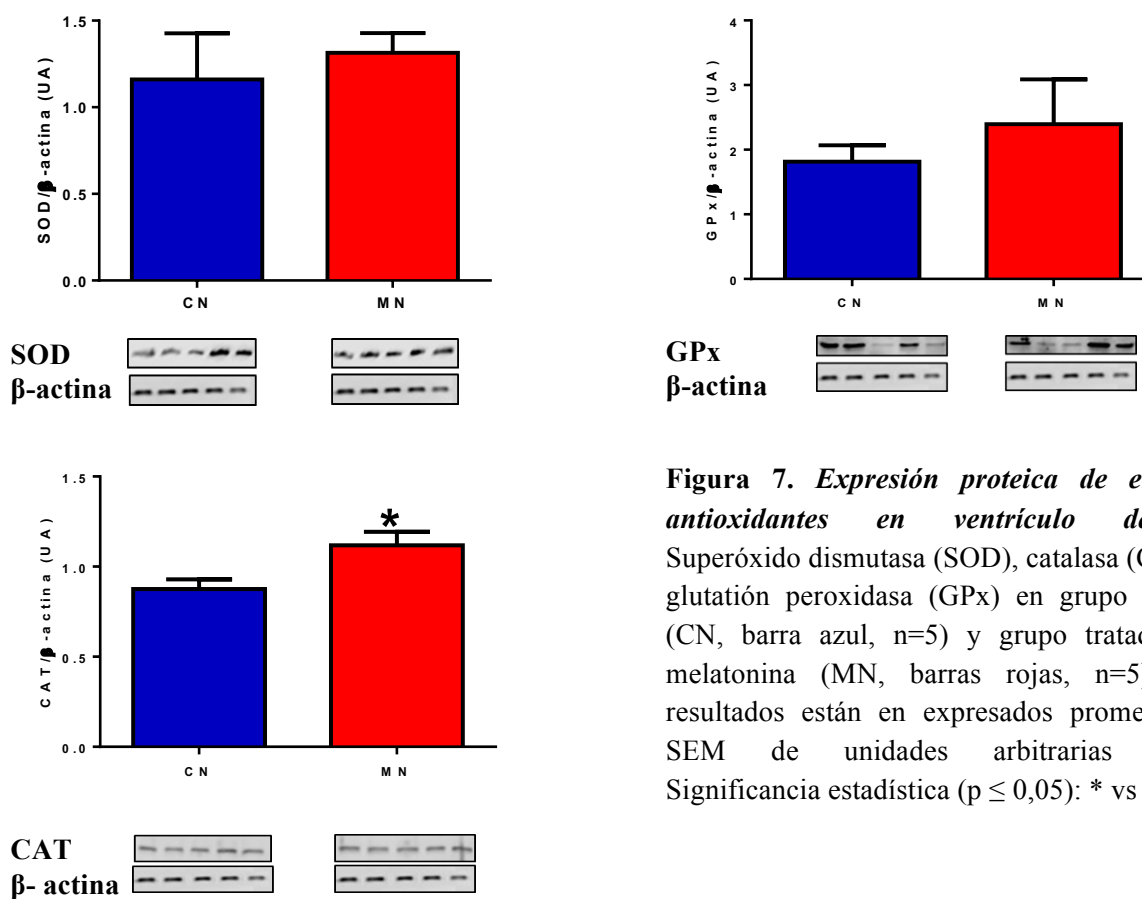 1.5
1.0
0.5
0.0
SOD/β-actina (UA)
CN MN
SOD
β-actina
4
3
2
1
0
GPx/β-actina (UA)
CN MN
GPx
β-actina
1.5
1.0
0.5
0.0
CAT/β-actina (UA)
*
CN MN
CAT
β- actina
Figura 7. Expresión proteica de
antioxidantes en ventrículo
Superóxido dismutasa (SOD), catalasa
glutatión peroxidasa (GPx) en grupo
(CN, barra azul, n=5) y grupo
melatonina (MN, barras rojas, n=5)
resultados están en expresados
SEM de unidades arbitrarias
Significancia estadística (p ≤ 0,05): * vs